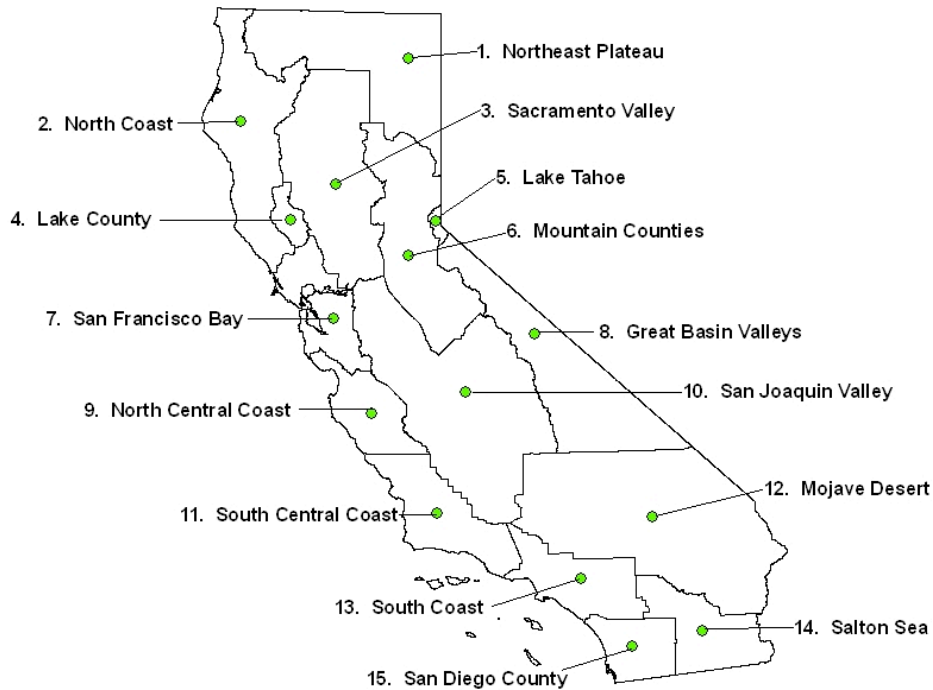 1. Northeast Plateau
2. North Coast
3. Sacramento Valley
4. Lake County
5. Lake Tahoe
6. Mountain Counties
7. San Francisco Bay
8. Great Basin Valleys
9. North Central Coast
10. San Joaquin Valley
11. South Central Coast
12. Mojave Desert
13. South Coast
14. Salton Sea
15. San Diego County